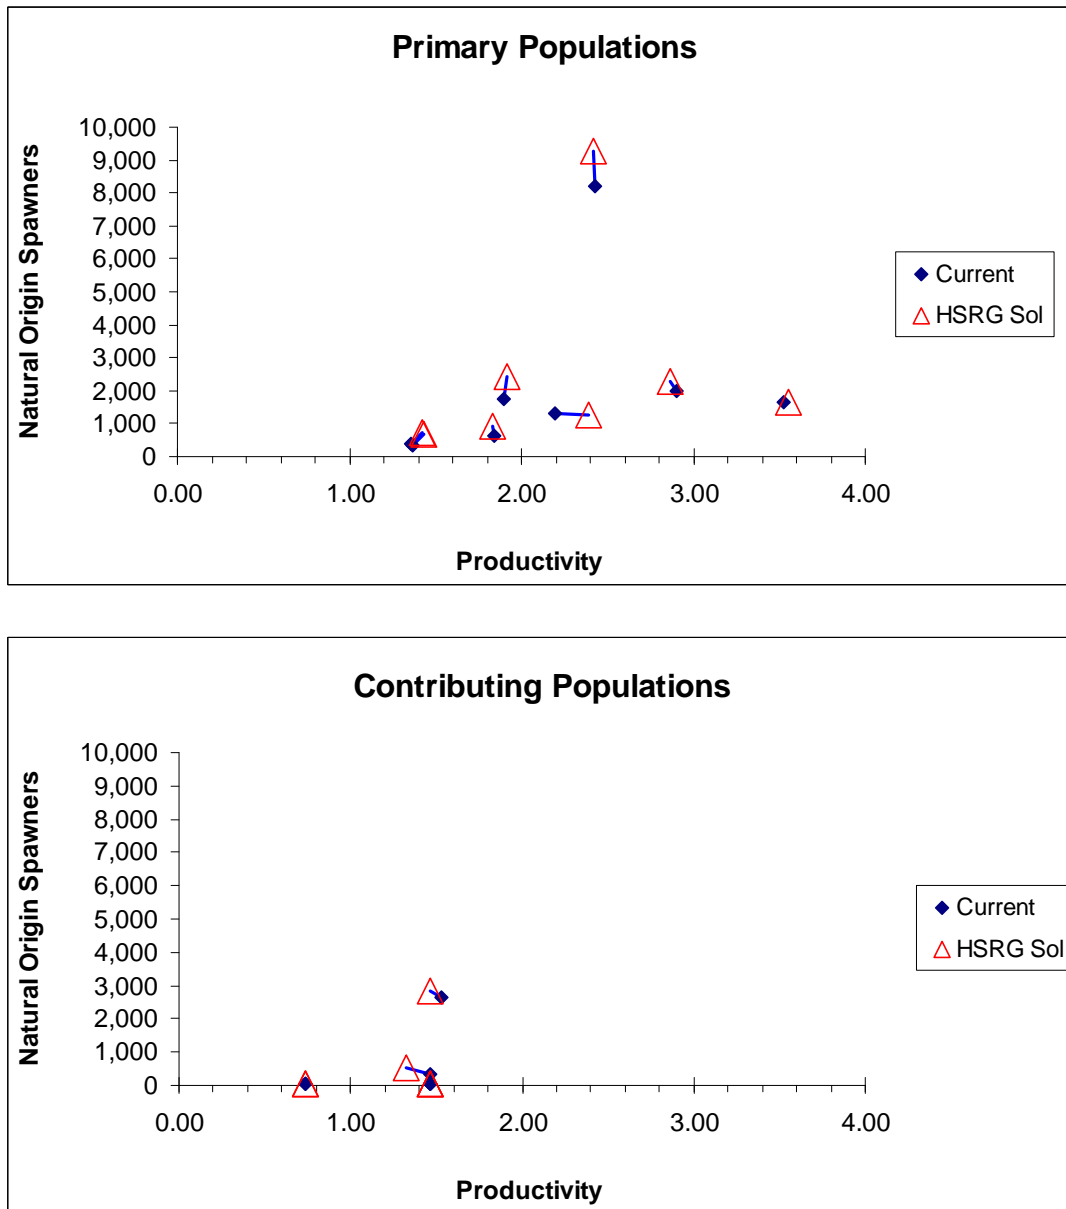 Primary Populations
10,000
9,000
8,000
7,000
6,000
5,000
4,000
3,000
2,000
1,000
0
0.00 1.00 2.00 3.00 4.00
Natural Origin Spawners
Productivity
Current
HSRG Sol
Contributing Populations
10,000
9,000
8,000
7,000
6,000
5,000
4,000
3,000
2,000
1,000
0
0.00 1.00 2.00 3.00 4.00
Natural Origin Spawners
Productivity
Current
HSRG Sol